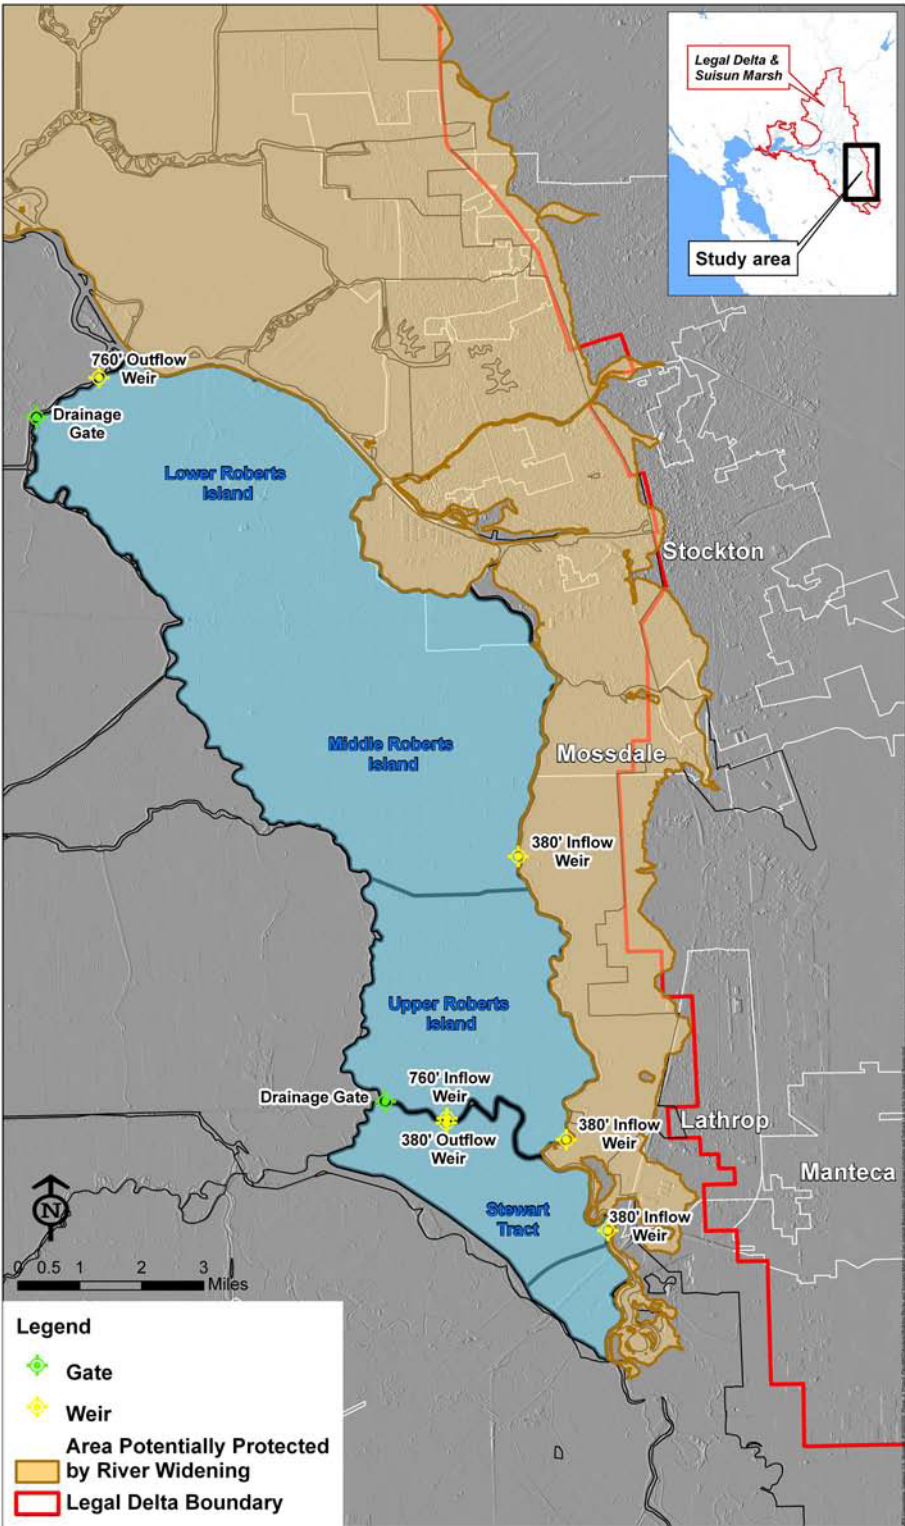 Legal Delta &
Suisun Marsh
Study area
760' Outflow
Weir
Drainage
Gate
Lower Roberts
Island
Stockton
Middle Roberts
Island
Mossdale
380' Inflow
Weir
Upper Roberts
Island
760' Inflow
Weir
Drainage Gate
380' Outflow
Weir
380' Inflow
Weir
Lathrop
Manteca
Stewart
Tract
380' Inflow
Weir
N
0 0.5 1 2 3
Miles
Legend
Gate
Weir
Area Potentially Protected
by River Widening
Legal Delta Boundary